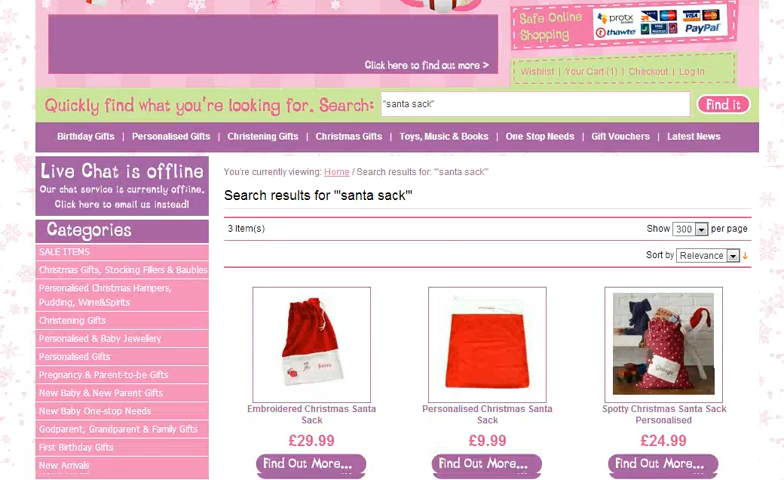 Click here to find out more >
Safe Online
Shopping
protx
VISA
thawte
PayPal
Wishlist | Your Cart (1) | Checkout | Log In
Quickly find what you're looking for. Search:
"santa sack"
Find it
Birthday Gifts | Personalised Gifts | Christening Gifts | Christmas Gifts | Toys, Music & Books | One Stop Needs | Gift Vouchers | Latest News
Live Chat is offline
Our chat service is currently offline.
Click here to email us instead!
You're currently viewing: Home / Search results for: '"santa sack"'
Search results for '"santa sack"'
3 Item(s)
Show 300 per page
Sort by Relevance
Categories
SALE ITEMS
Christmas Gifts, Stocking Fillers & Baubles
Personalised Christmas Hampers,
Pudding, Wine&Spirits
Christening Gifts
Personalised & Baby Jewellery
Personalised Gifts
Pregnancy & Parent-to-be Gifts
New Baby & New Parent Gifts
New Baby One-stop Needs
Godparent, Grandparent & Family Gifts
First Birthday Gifts
New Arrivals
Embroidered Christmas Santa
Sack
£29.99
Find Out More...
Personalised Christmas Santa
Sack
£9.99
Find Out More...
Spotty Christmas Santa Sack
Personalised
£24.99
Find Out More...